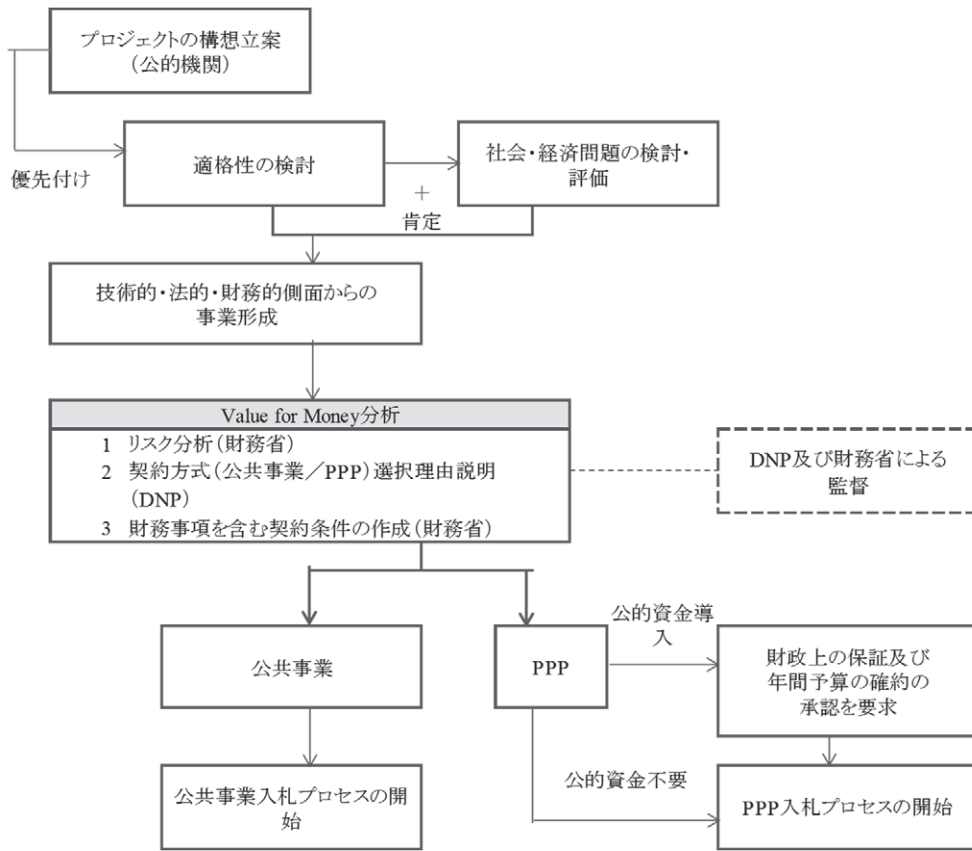 プロジェクトの構想立案
（公的機関）
優先付け
適格性の検討
社会・経済問題の検討・
評価
＋
肯定
技術的・法的・財務的側面からの
事業形成
Value for Money分析
1 リスク分析（財務省）
2 契約方式（公共事業／PPP）選択理由説明
（DNP）
3 財務事項を含む契約条件の作成（財務省）
DNP及び財務省による
監督
公共事業
PPP
公的資金導
入
財政上の保証及び
年間予算の確約の
承認を要求
公共事業入札プロセスの開
始
公的資金不要
PPP入札プロセスの開始